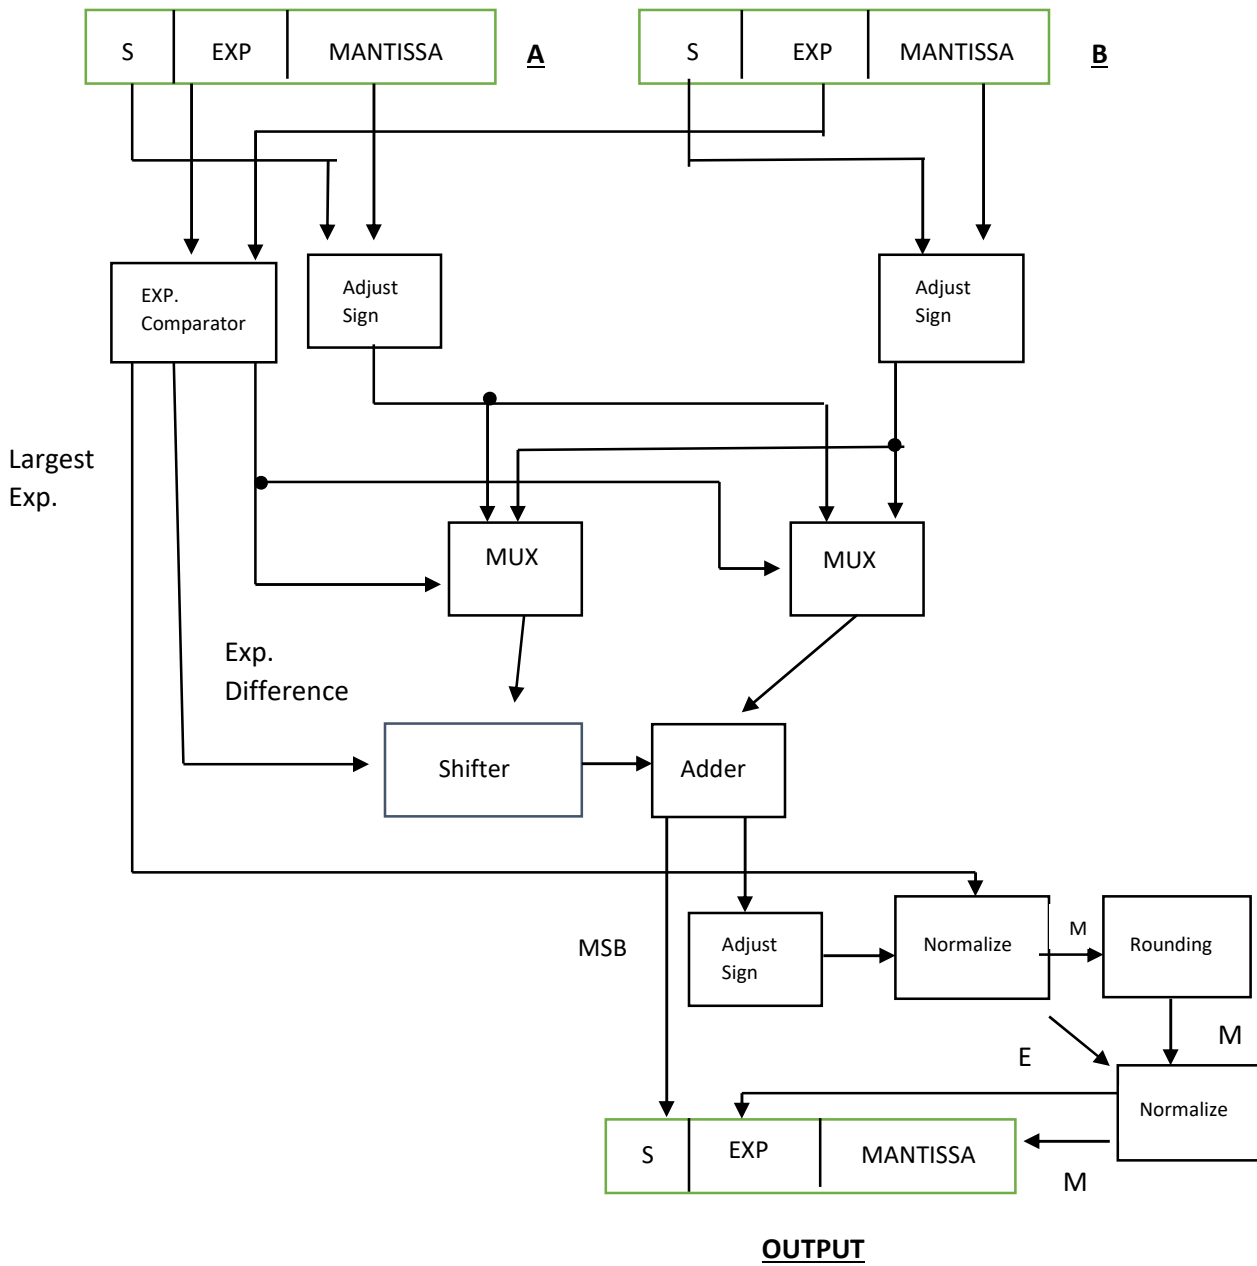 S EXP MANTISSA A
S EXP MANTISSA B
EXP.
Comparator
Adjust
Sign
Adjust
Sign
Largest
Exp.
MUX
MUX
Exp.
Difference
Shifter
Adder
MSB
Adjust
Sign
Normalize
M
Rounding
E
M
Normalize
S EXP MANTISSA
M
OUTPUT